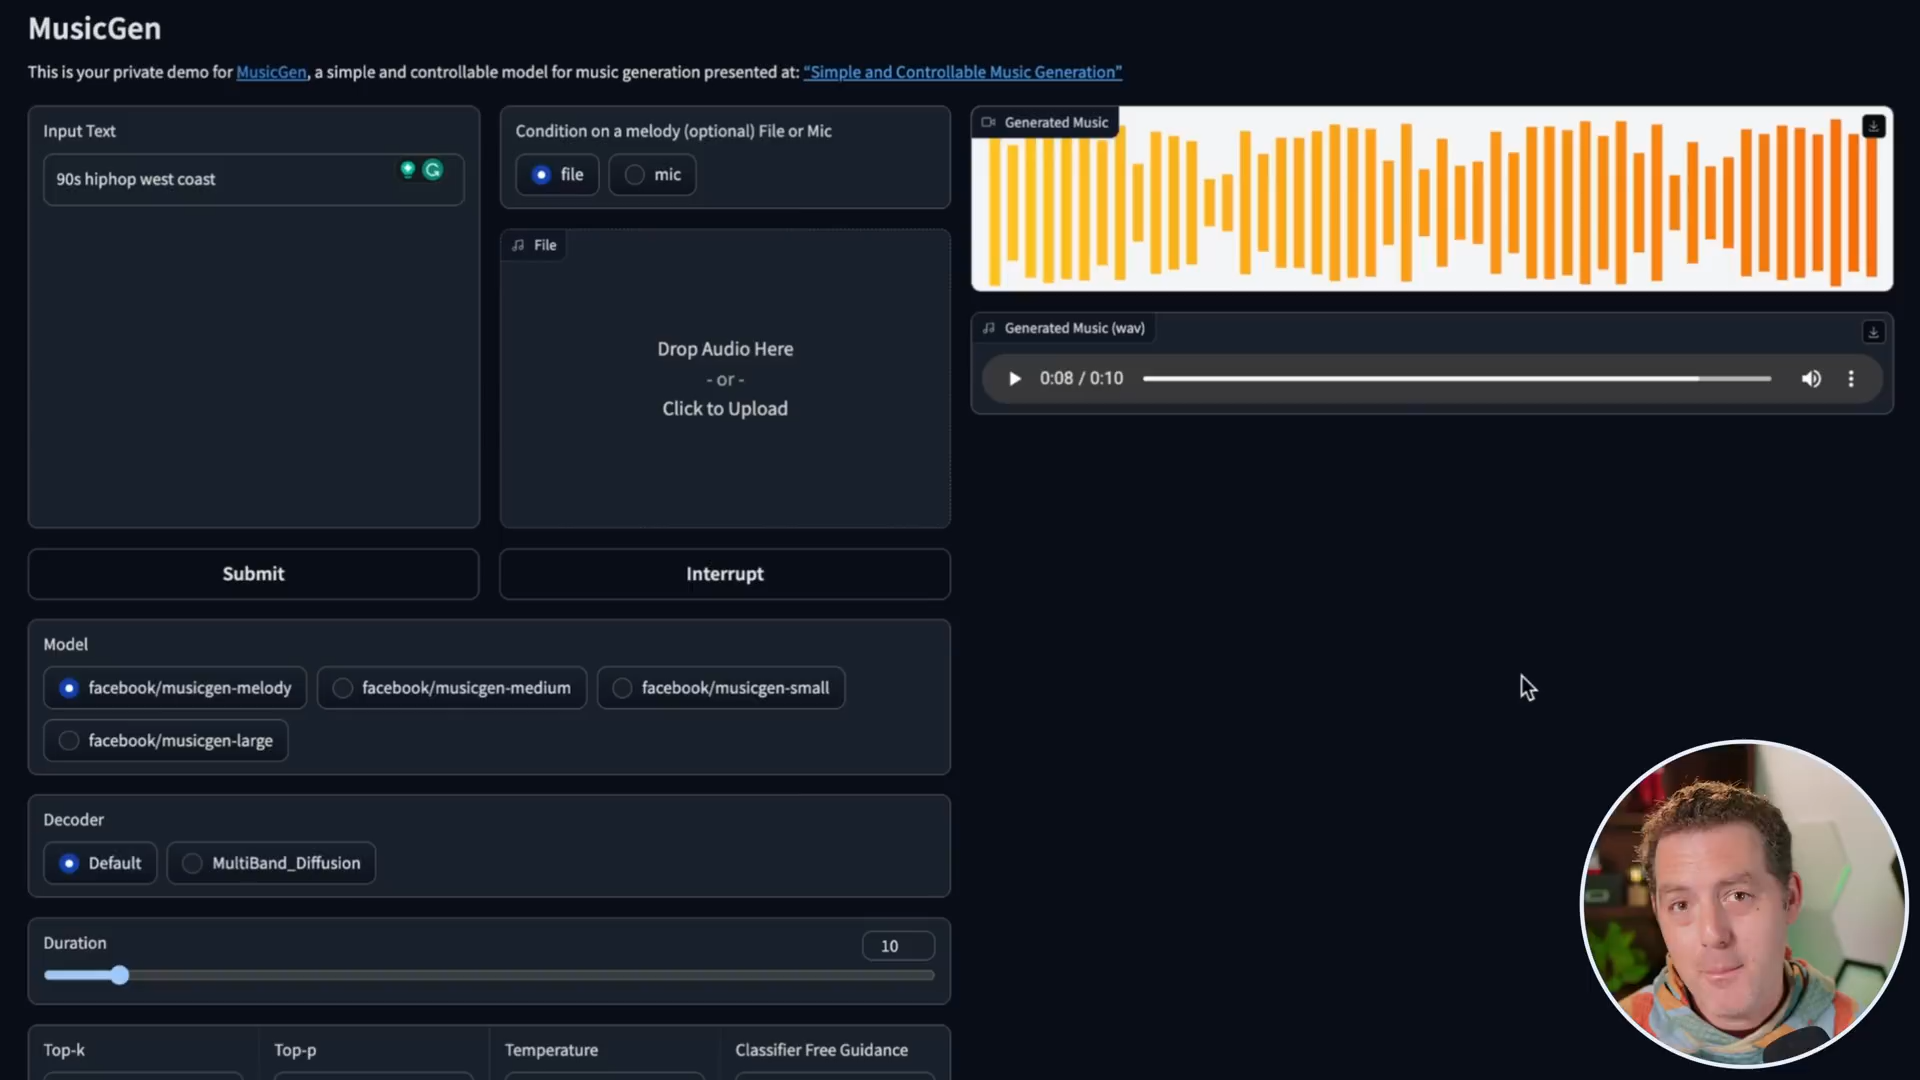 MusicGen
This is your private demo for MusicGen, a simple and controllable model for music generation presented at: “Simple and Controllable Music Generation”
Input Text
90s hiphop west coast
Condition on a melody (optional) File or Mic
file
mic
File
Drop Audio Here
- or -
Click to Upload
Submit
Interrupt
Model
facebook/musicgen-melody
facebook/musicgen-medium
facebook/musicgen-small
facebook/musicgen-large
Decoder
Default
MultiBand_Diffusion
Duration
10
Top-k
Top-p
Temperature
Classifier Free Guidance
Generated Music
Generated Music (wav)
0:08 / 0:10